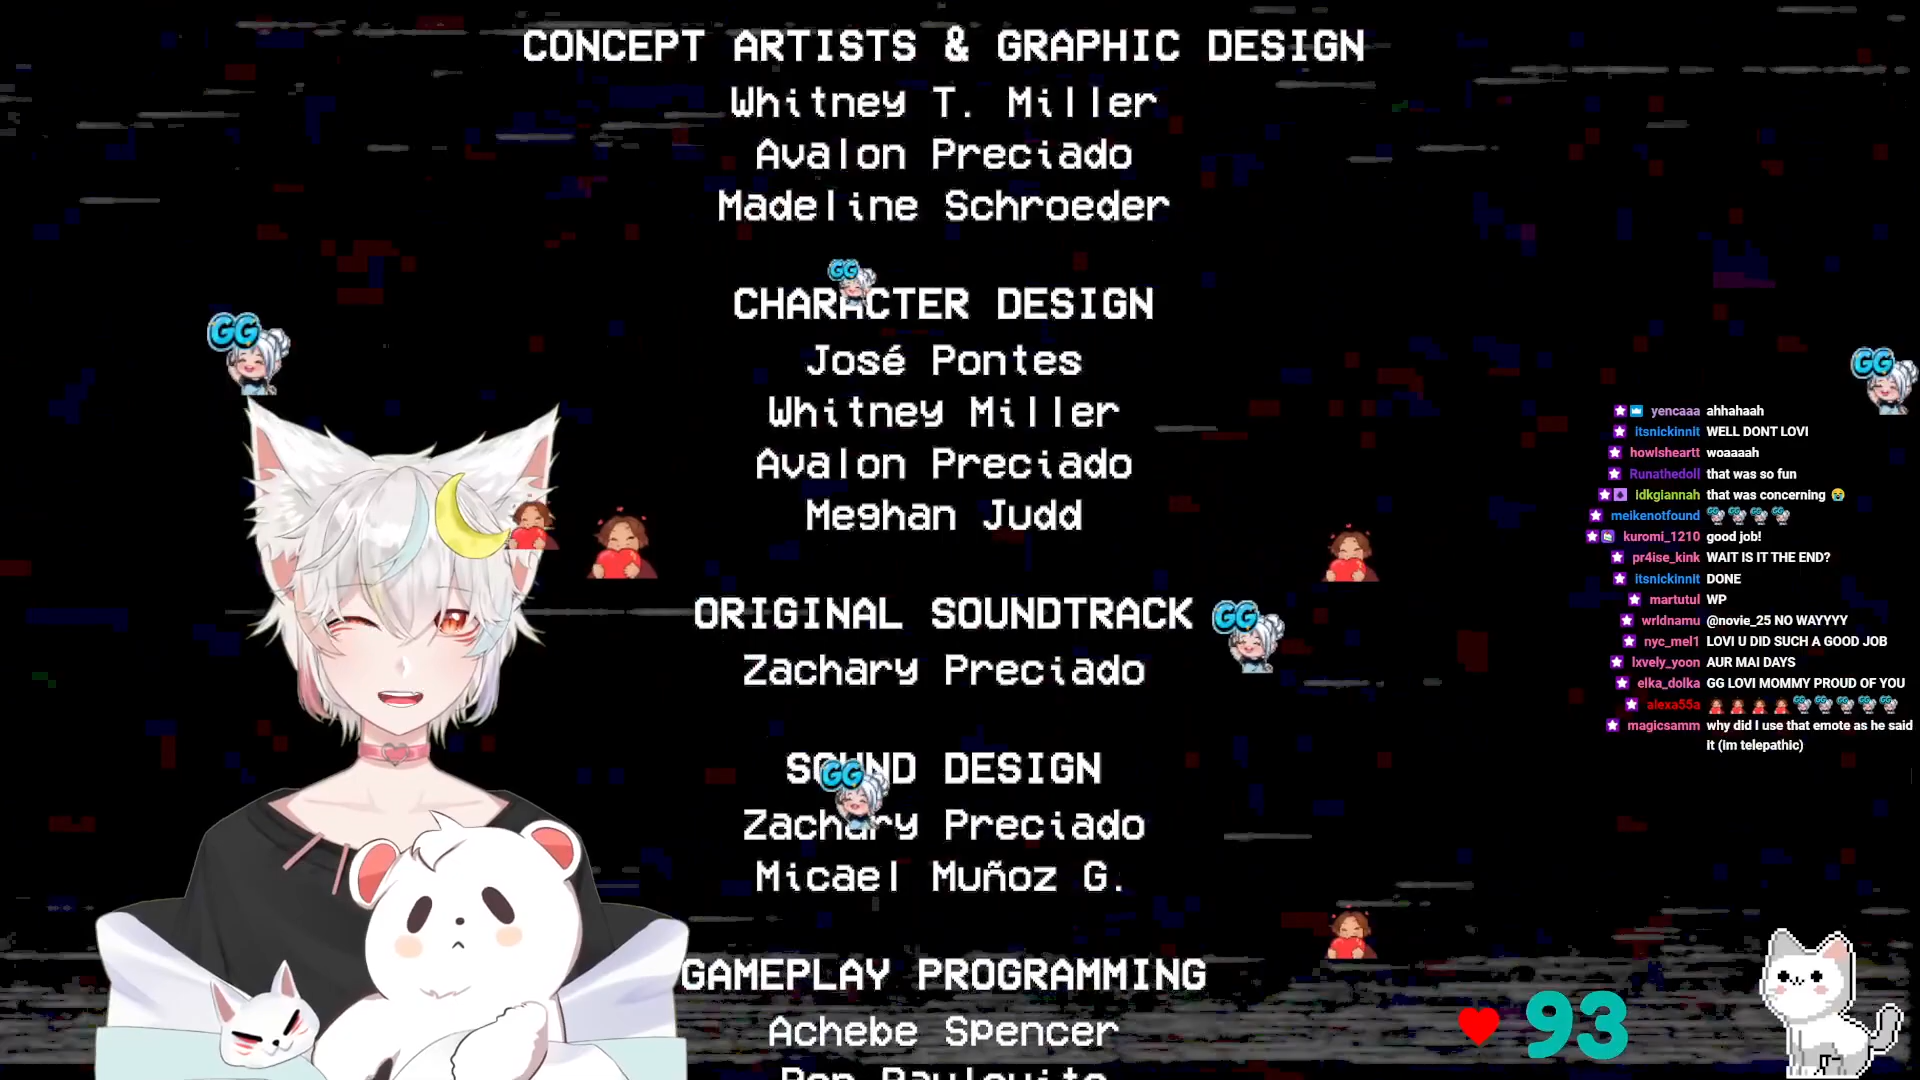 CONCEPT ARTISTS & GRAPHIC DESIGN
Whitney T. Miller
Avalon Preciado
Madeline Schroeder
GG
CHARACTER DESIGN
José Pontes
Whitney Miller
Avalon Preciado
Meghan Judd
GG
GG
ORIGINAL SOUNDTRACK
Zachary Preciado
GG
SOUND DESIGN
GG
Zachary Preciado
Micael Muñoz G.
GAMEPLAY PROGRAMMING
Achebe Spencer
yencaaa ahhahaah
itsnickinnit WELL DONT LOVI
howlsheartt woaaaah
Runathedoll that was so fun
idkgiannah that was concerning 😭
meikenotfound
kuromi_1210 good job!
pr4ise_kink WAIT IS IT THE END?
itsnickinnit DONE
martutul WP
wrldnamu @novie_25 NO WAYYYY
nyc_mel1 LOVI U DID SUCH A GOOD JOB
lxvely_yoon AUR MAI DAYS
elka_dolka GG LOVI MOMMY PROUD OF YOU
alexa55a
magicsamm why did I use that emote as he said
it (im telepathic)
93